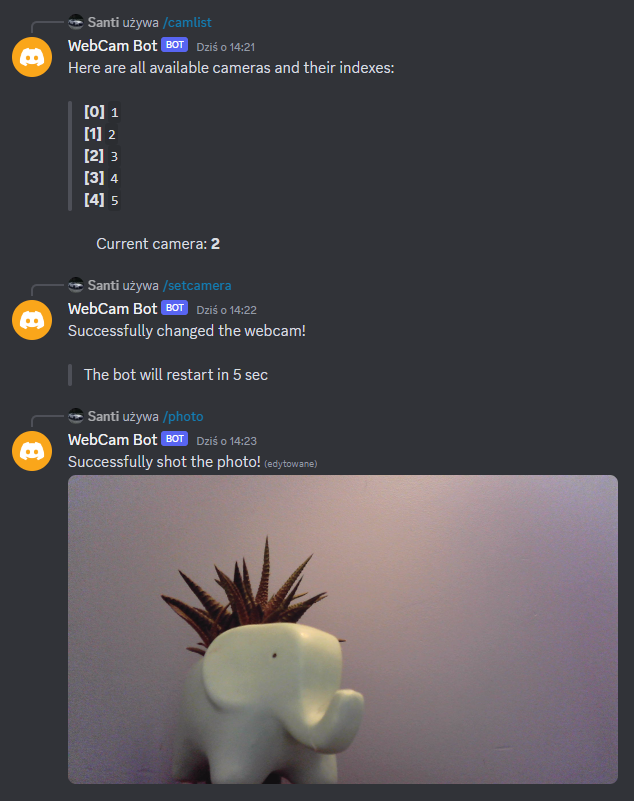 Santi używa /camlist
WebCam Bot BOT Dziś o 14:21
Here are all available cameras and their indexes:
[0] 1
[1] 2
[2] 3
[3] 4
[4] 5
Current camera: 2
Santi używa /setcamera
WebCam Bot BOT Dziś o 14:22
Successfully changed the webcam!
The bot will restart in 5 sec
Santi używa /photo
WebCam Bot BOT Dziś o 14:23
Successfully shot the photo! (edytowane)